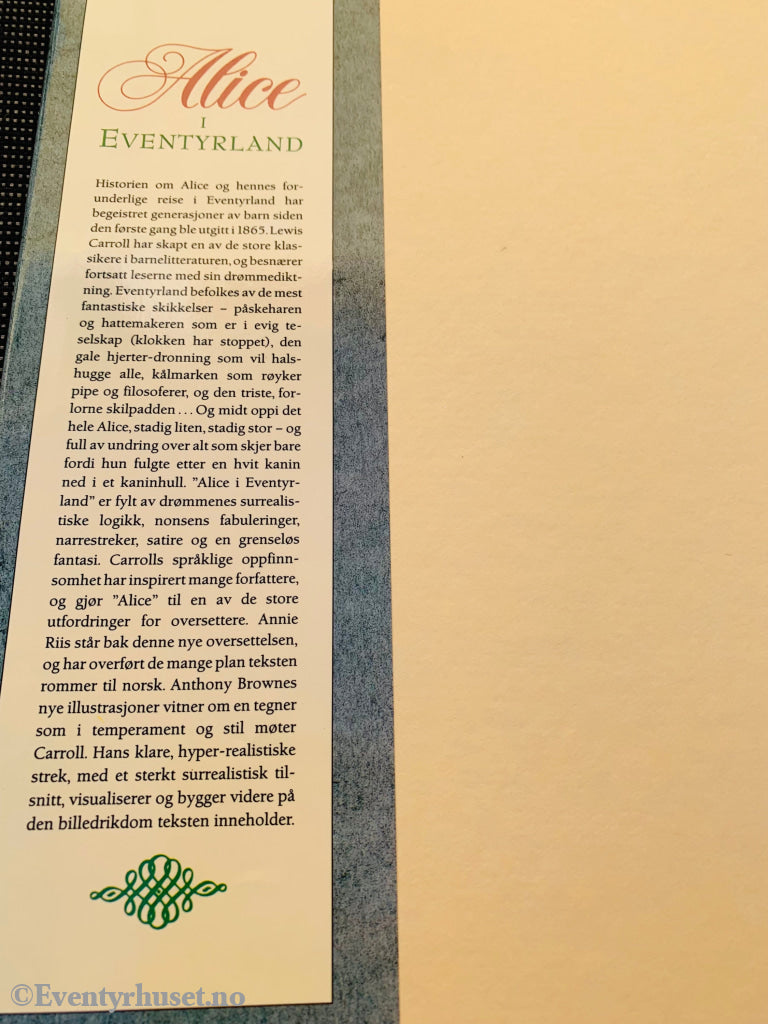 Alice
I
EVENTYRLAND
Historien om Alice og hennes for-
underlige reise i Eventyrland har
begeistret generasjoner av barn siden
den første gang ble utgitt i 1865. Lewis
Carroll har skapt en av de store klas-
sikere i barnelitteraturen, og besnærer
fortsatt leserne med sin drømmedikt-
ning. Eventyrland befolkes av de mest
fantastiske skikkelser – påskeharen
og hattemakeren som er i evig te-
selskap (klokken har stoppet), den
gale hjerter-dronning som vil hals-
hugge alle, kålmarken som røyker
pipe og filosoferer, og den triste, for-
lorne skilpadden ... Og midt oppi det
hele Alice, stadig liten, stadig stor – og
full av undring over alt som skjer bare
fordi hun fulgte etter en hvit kanin
ned i et kaninhull. ”Alice i Eventyr-
land” er fylt av drømmenes surrealis-
tiske logikk, nonsens fabuleringer,
narrestreker, satire og en grenseløs
fantasi. Carrolls språklige oppfinn-
somhet har inspirert mange forfattere,
og gjør ”Alice” til en av de store
utfordringer for oversettere. Annie
Riis står bak denne nye oversettelsen,
og har overført de mange plan teksten
rommer til norsk. Anthony Brownes
nye illustrasjoner vitner om en tegner
som i temperament og stil møter
Carroll. Hans klare, hyper-realistiske
strek, med et sterkt surrealistisk til-
snitt, visualiserer og bygger videre på
den billedrikdom teksten inneholder.
©Eventyrhuset.no